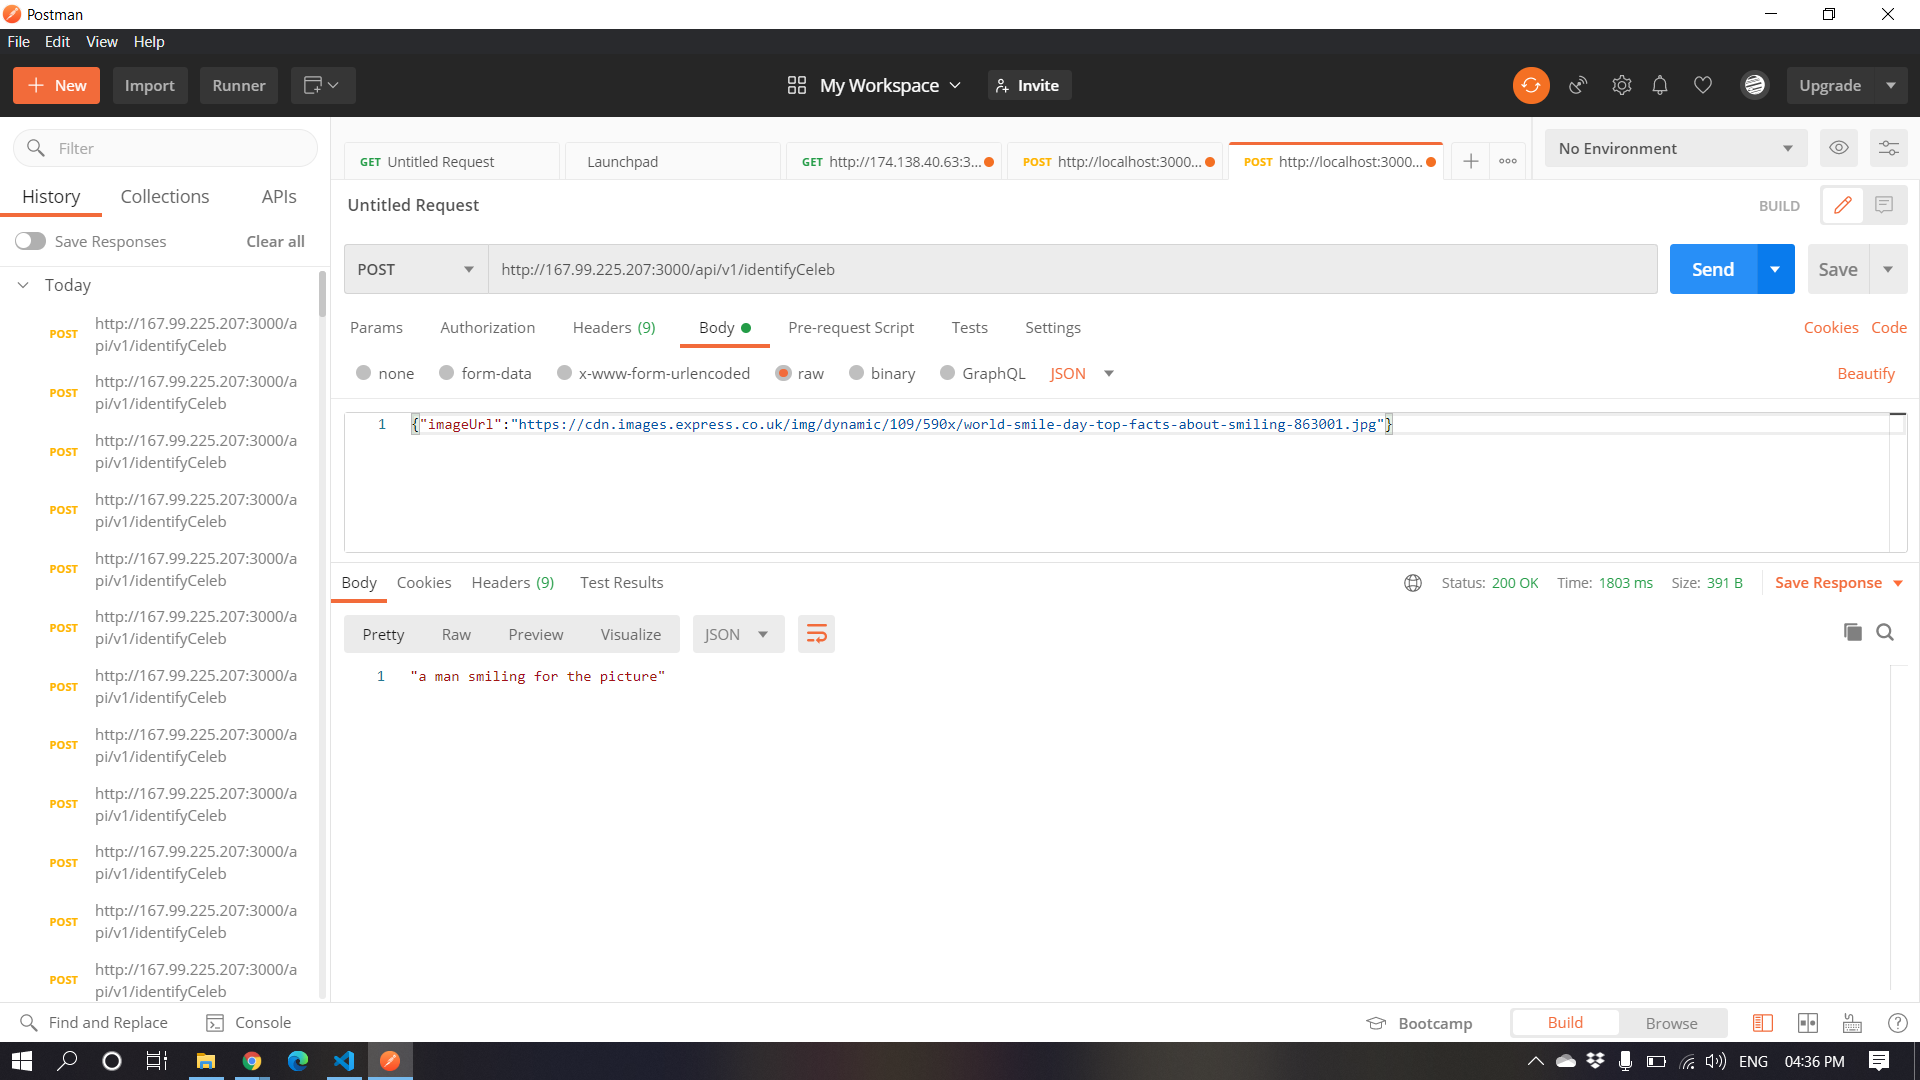 Postman
File Edit View Help
New Import Runner My Workspace Invite Upgrade
Filter
History Collections APIs
Save Responses Clear all
Today
POST http://167.99.225.207:3000/a
pi/v1/identifyCeleb
POST http://167.99.225.207:3000/a
pi/v1/identifyCeleb
POST http://167.99.225.207:3000/a
pi/v1/identifyCeleb
POST http://167.99.225.207:3000/a
pi/v1/identifyCeleb
POST http://167.99.225.207:3000/a
pi/v1/identifyCeleb
POST http://167.99.225.207:3000/a
pi/v1/identifyCeleb
POST http://167.99.225.207:3000/a
pi/v1/identifyCeleb
POST http://167.99.225.207:3000/a
pi/v1/identifyCeleb
POST http://167.99.225.207:3000/a
pi/v1/identifyCeleb
POST http://167.99.225.207:3000/a
pi/v1/identifyCeleb
POST http://167.99.225.207:3000/a
pi/v1/identifyCeleb
POST http://167.99.225.207:3000/a
pi/v1/identifyCeleb
GET Untitled Request Launchpad GET http://174.138.40.63:3... POST http://localhost:3000... POST http://localhost:3000... No Environment
Untitled Request BUILD
POST http://167.99.225.207:3000/api/v1/identifyCeleb Send Save
Params Authorization Headers (9) Body Pre-request Script Tests Settings Cookies Code
none form-data x-www-form-urlencoded raw binary GraphQL JSON Beautify
1 {"imageUrl":"https://cdn.images.express.co.uk/img/dynamic/109/590x/world-smile-day-top-facts-about-smiling-863001.jpg"}
Body Cookies Headers (9) Test Results Status: 200 OK Time: 1803 ms Size: 391 B Save Response
Pretty Raw Preview Visualize JSON
1 "a man smiling for the picture"
Find and Replace Console Bootcamp Build Browse
ENG 04:36 PM